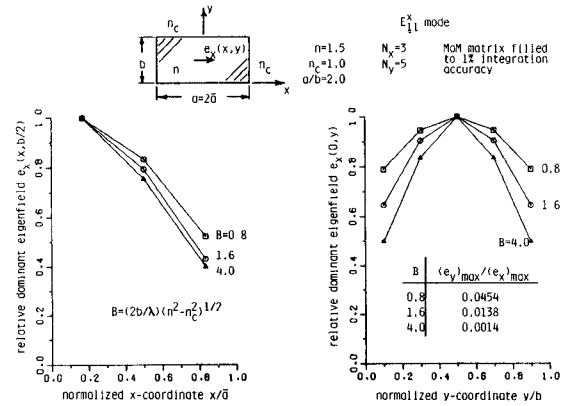 y
n_c
E^x_11 mode
b
e_x(x,y)
n
n_c
x
a=2ā
n=1.5
n_c=1.0
a/b=2.0
N_x=3
N_y=5
MoM matrix filled
to 1% integration
accuracy
relative dominant eigenfield e_x(x,b/2)
1.0
0.8
0.6
0.4
0.2
0.0
B=0.8
1.6
4.0
B=(2b/λ)(n²-n_c²)^1/2
0.0 0.2 0.4 0.6 0.8 1.0
normalized x-coordinate x/ā
relative dominant eigenfield e_x(0,y)
1.0
0.8
0.6
0.4
0.2
0.0
0.8
1.6
B=4.0
B (e_y)max/(e_x)max
0.8 0.0454
1.6 0.0138
4.0 0.0014
0.0 0.2 0.4 0.6 0.8 1.0
normalized y-coordinate y/b